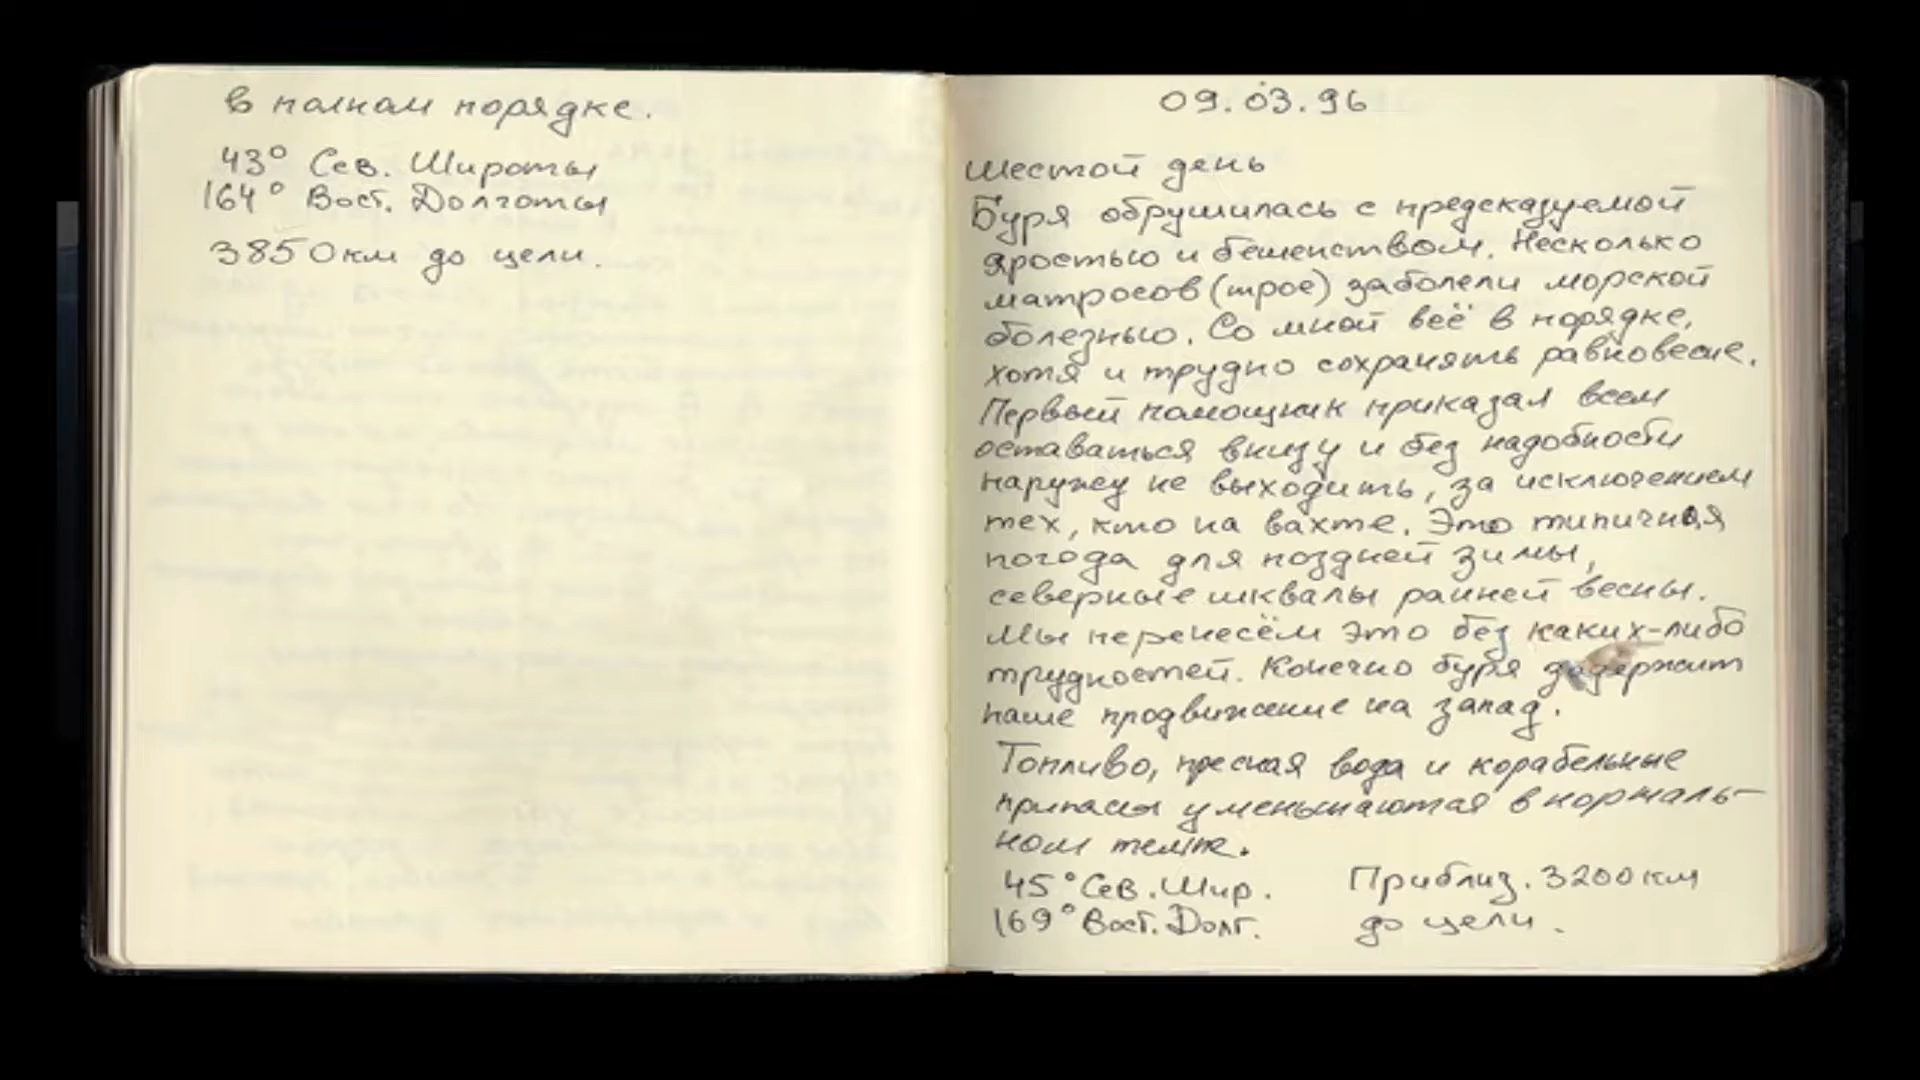 в полном порядке.
43° Сев. Широты
164° Вост. Долготы
3850км до цели.
09.03.96
Шестой день
Буря обрушилась с предсказуемой
яростью и бешенством. Несколько
матросов (трое) заболели морской
болезнью. Со мной всё в порядке,
хотя и трудно сохранять равновесие.
Первый помощник приказал всем
оставаться внизу и без надобности
наружу не выходить, за исключением
тех, кто на вахте. Это типичная
погода для поздней зимы,
северные шквалы ранней весны.
Мы перенесём это без каких-либо
трудностей. Конечно буря задержит
наше продвижение на запад.
Топливо, пресная вода и корабельные
припасы уменьшаются в нормаль-
ном темпе.
45° Сев. Шир. Приблиз. 3200км
169° Вост. Долг. до цели.